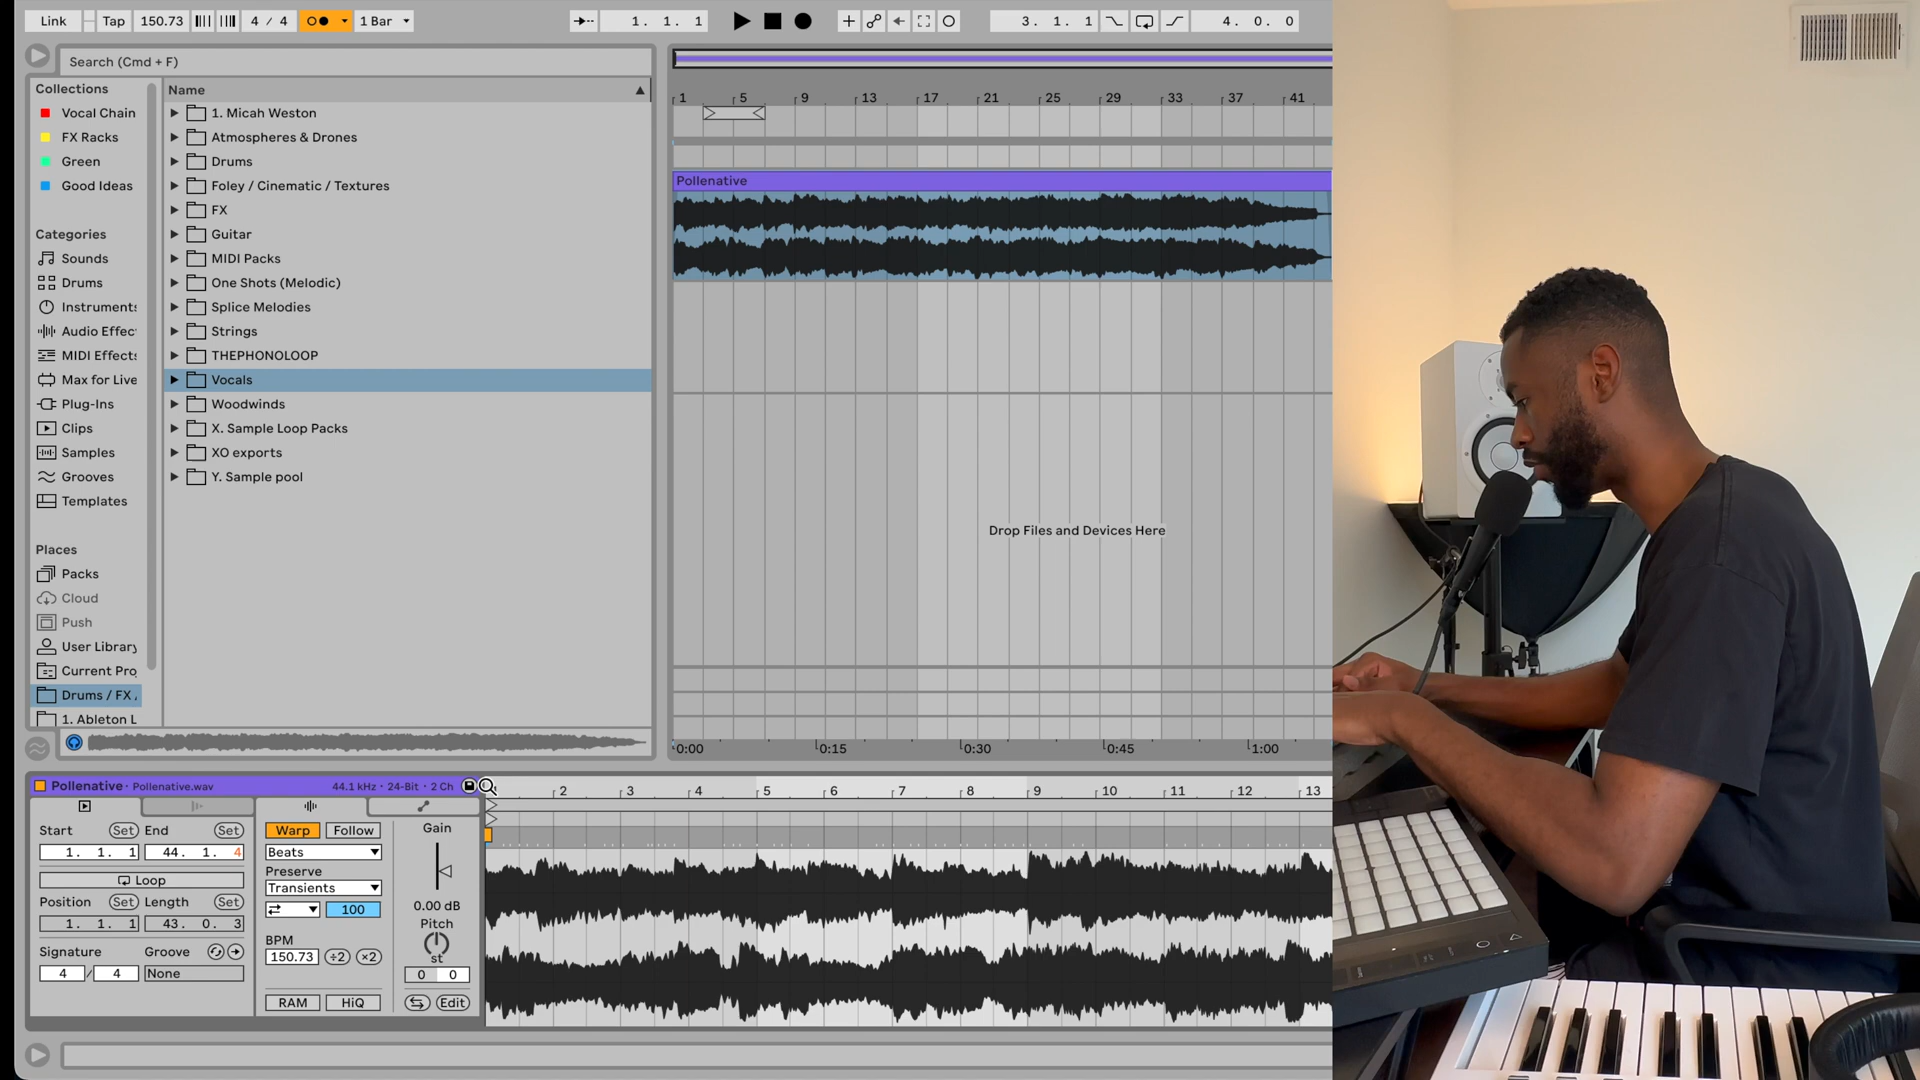 Link Tap 150.73 4 / 4 1 Bar 1. 1. 1 3. 1. 1 4. 0. 0
Search (Cmd + F)
Collections
Vocal Chain
FX Racks
Green
Good Ideas
Categories
Sounds
Drums
Instruments
Audio Effec
MIDI Effects
Max for Live
Plug-Ins
Clips
Samples
Grooves
Templates
Places
Packs
Cloud
Push
User Library
Current Pro
Drums / FX
1. Ableton L
Name
1. Micah Weston
Atmospheres & Drones
Drums
Foley / Cinematic / Textures
FX
Guitar
MIDI Packs
One Shots (Melodic)
Splice Melodies
Strings
THEPHONOLOOP
Vocals
Woodwinds
X. Sample Loop Packs
XO exports
Y. Sample pool
1 5 9 13 17 21 25 29 33 37 41
Pollenative
Drop Files and Devices Here
0:00 0:15 0:30 0:45 1:00
Pollenative · Pollenative.wav 44.1 kHz · 24-Bit · 2 Ch
Start Set End Set
1. 1. 1 44. 1. 4
Loop
Position Set Length Set
1. 1. 1 43. 0. 3
Signature Groove
4 / 4 None
Warp Follow
Beats
Preserve
Transients
100
BPM
150.73 ÷2 ×2
RAM HiQ
Gain
0.00 dB
Pitch
st
0 0
Edit
2 3 4 5 6 7 8 9 10 11 12 13